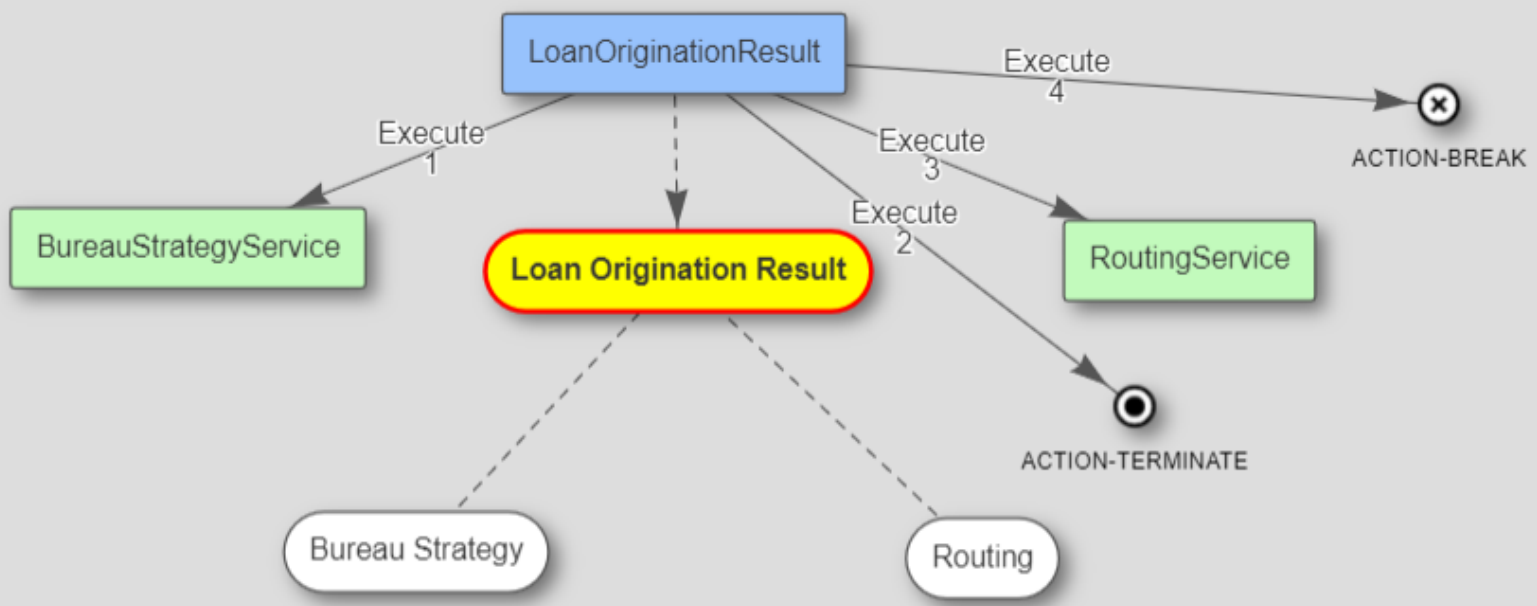 LoanOriginationResult
Execute
4
ACTION-BREAK
Execute
1
Execute
3
Execute
2
BureauStrategyService
Loan Origination Result
RoutingService
ACTION-TERMINATE
Bureau Strategy
Routing